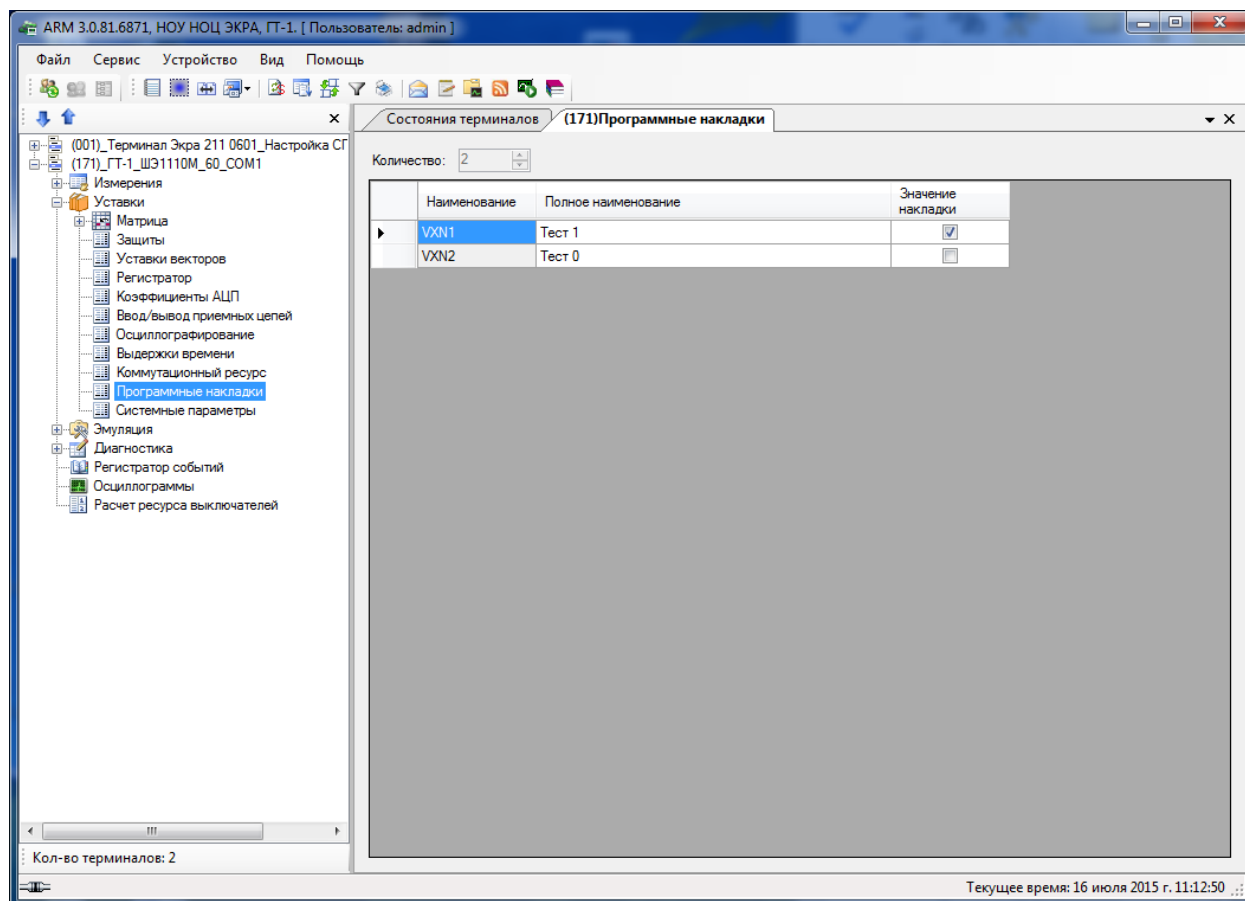 ARM 3.0.81.6871, НОУ НОЦ ЭКРА, ГТ-1. [ Пользователь: admin ]
Файл Сервис Устройство Вид Помощь
Состояния терминалов (171)Программные накладки
(001)_Терминал Экра 211 0601_Настройка СГ
(171)_ГТ-1_ШЭ1110М_60_COM1
Измерения
Уставки
Матрица
Защиты
Уставки векторов
Регистратор
Коэффициенты АЦП
Ввод/вывод приемных цепей
Осциллографирование
Выдержки времени
Коммутационный ресурс
Программные накладки
Системные параметры
Эмуляция
Диагностика
Регистратор событий
Осциллограммы
Расчет ресурса выключателей
Кол-во терминалов: 2
Количество: 2
Наименование Полное наименование Значение накладки
VXN1 Тест 1
VXN2 Тест 0
Текущее время: 16 июля 2015 г. 11:12:50